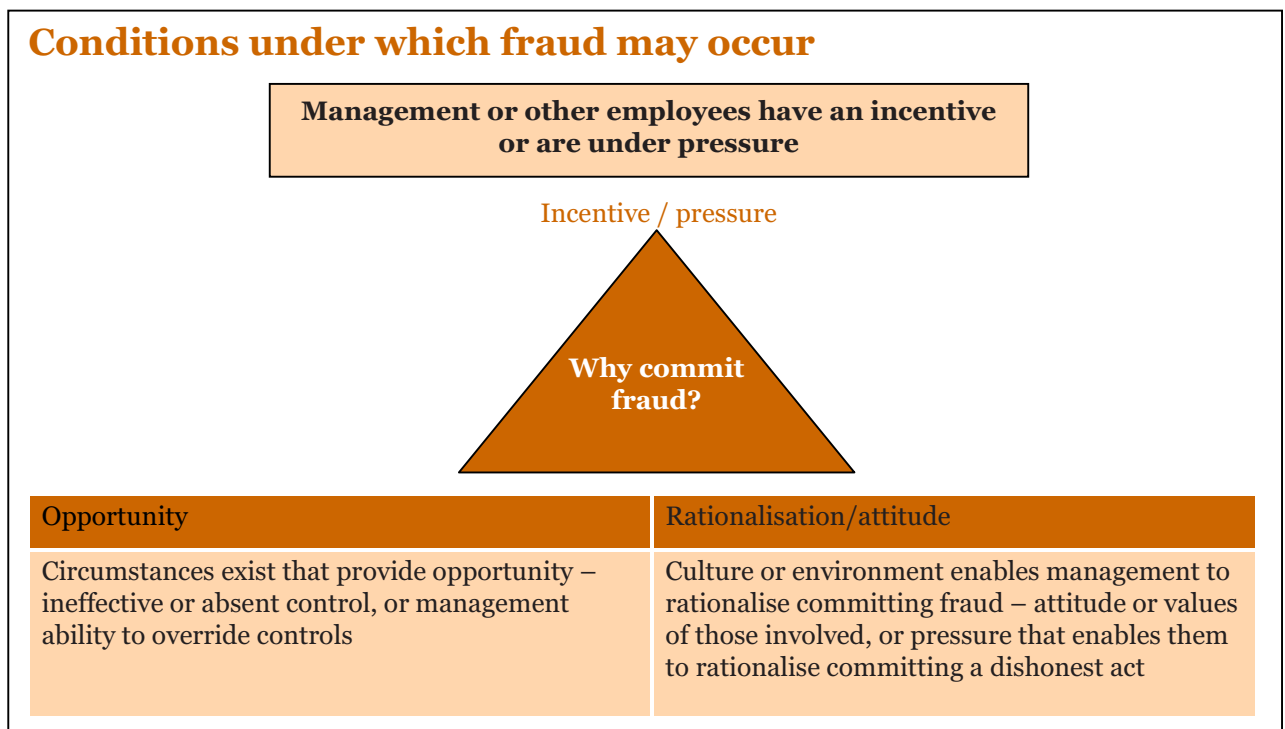 Conditions under which fraud may occur
Management or other employees have an incentive
or are under pressure
Incentive / pressure
Why commit
fraud?
Opportunity
Rationalisation/attitude
Circumstances exist that provide opportunity –
ineffective or absent control, or management
ability to override controls
Culture or environment enables management to
rationalise committing fraud – attitude or values
of those involved, or pressure that enables them
to rationalise committing a dishonest act